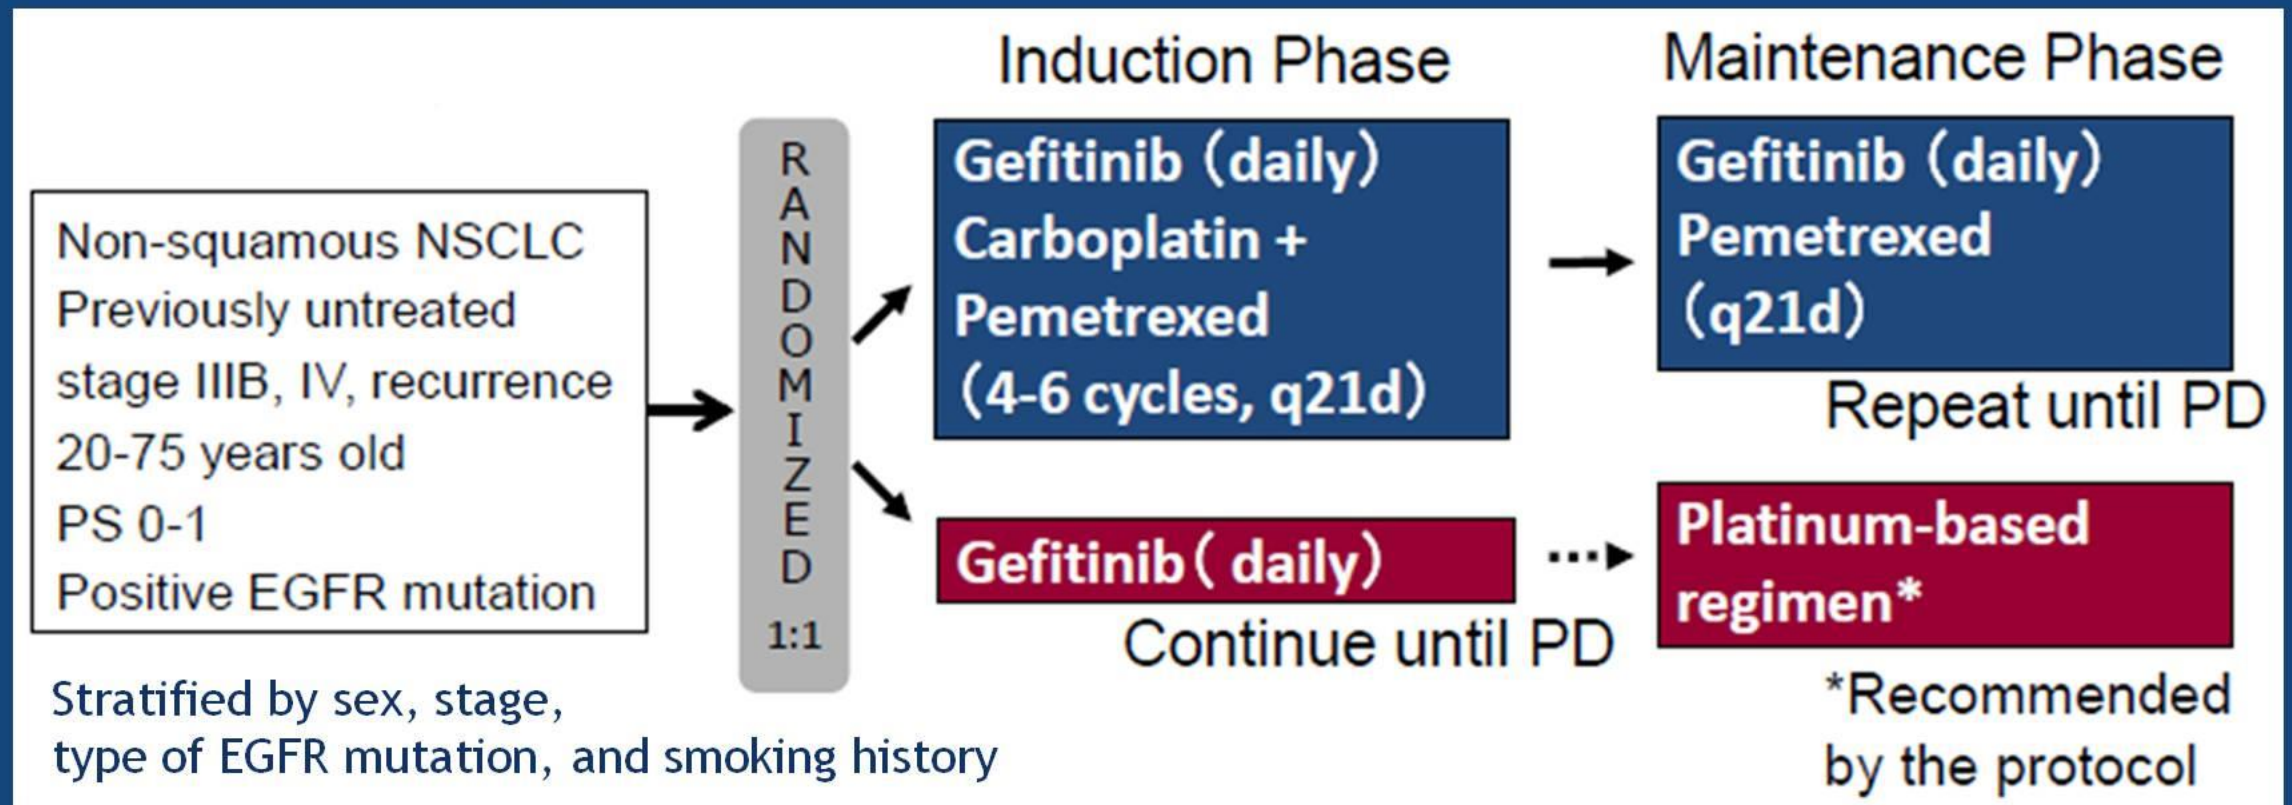 Induction Phase
Maintenance Phase
Non-squamous NSCLC
Previously untreated
stage IIIB, IV, recurrence
20-75 years old
PS 0-1
Positive EGFR mutation
Stratified by sex, stage,
type of EGFR mutation, and smoking history
RANDOMIZED
1:1
Gefitinib (daily)
Carboplatin +
Pemetrexed
(4-6 cycles, q21d)
Gefitinib (daily)
Pemetrexed
(q21d)
Repeat until PD
Gefitinib( daily)
Continue until PD
Platinum-based
regimen*
*Recommended
by the protocol